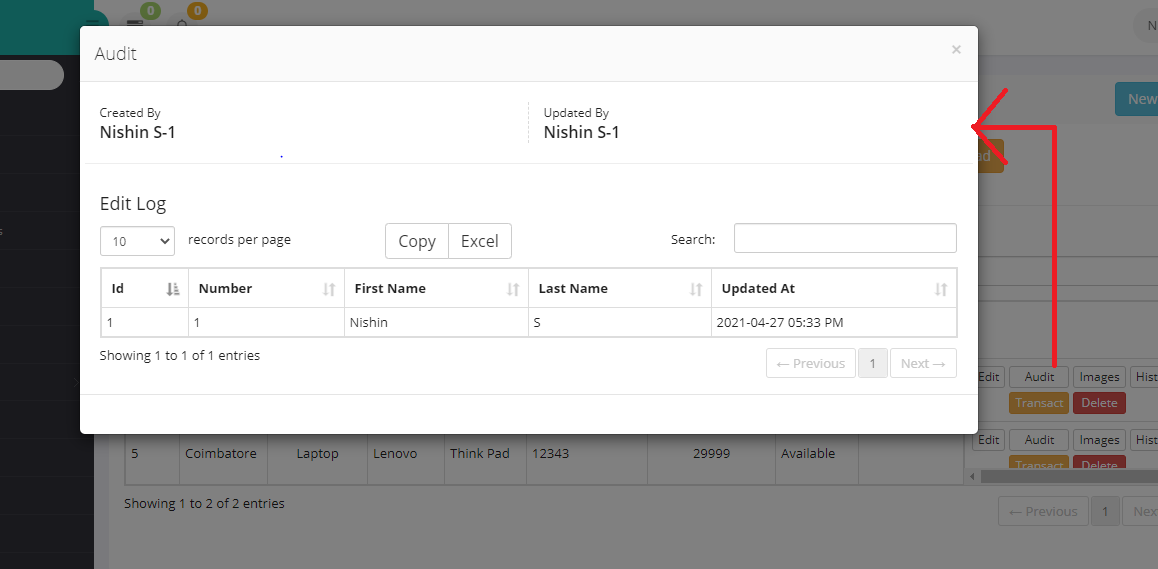 0 0
Audit ×
N
New
Created By Updated By
Nishin S-1 Nishin S-1
Edit Log
10 records per page Copy Excel Search:
Id Number First Name Last Name Updated At
1 1 Nishin S 2021-04-27 05:33 PM
Showing 1 to 1 of 1 entries
← Previous 1 Next →
Edit Audit Images Hist
Transact Delete
5 Coimbatore Laptop Lenovo Think Pad 12343 29999 Available Edit Audit Images Hist
Transact Delete
Showing 1 to 2 of 2 entries
← Previous 1 Nex